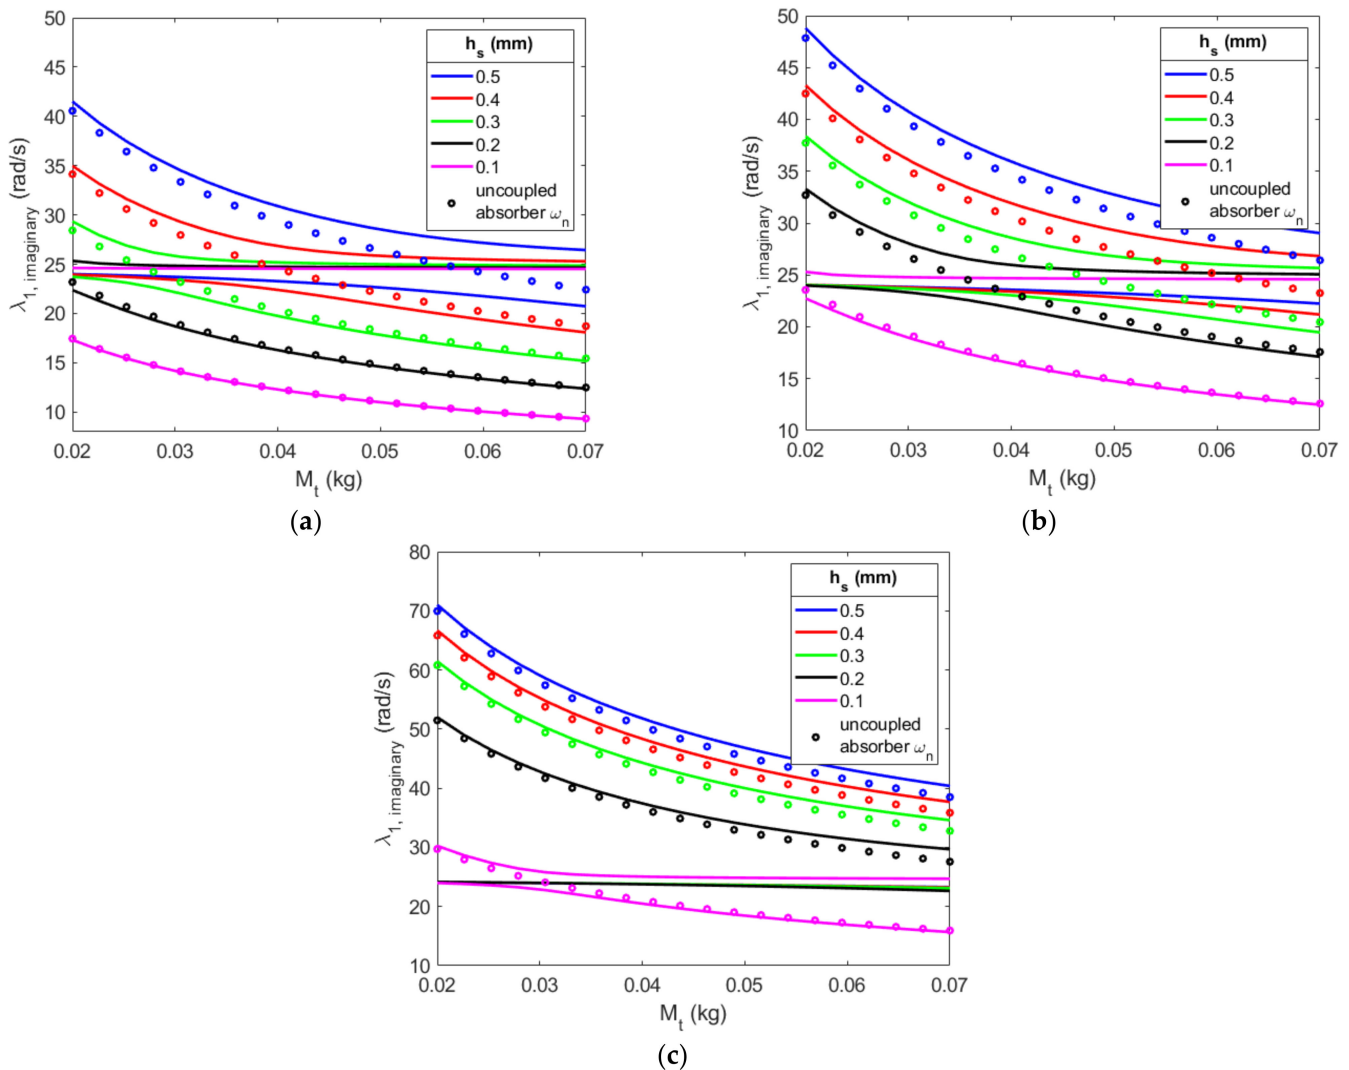 50
45
40
35
30
25
20
15
10
λ1, imaginary (rad/s)
0.02 0.03 0.04 0.05 0.06 0.07
Mt (kg)
hs (mm)
0.5
0.4
0.3
0.2
0.1
uncoupled
absorber ωn
(a)
50
45
40
35
30
25
20
15
10
λ1, imaginary (rad/s)
0.02 0.03 0.04 0.05 0.06 0.07
Mt (kg)
hs (mm)
0.5
0.4
0.3
0.2
0.1
uncoupled
absorber ωn
(b)
80
70
60
50
40
30
20
10
λ1, imaginary (rad/s)
0.02 0.03 0.04 0.05 0.06 0.07
Mt (kg)
hs (mm)
0.5
0.4
0.3
0.2
0.1
uncoupled
absorber ωn
(c)